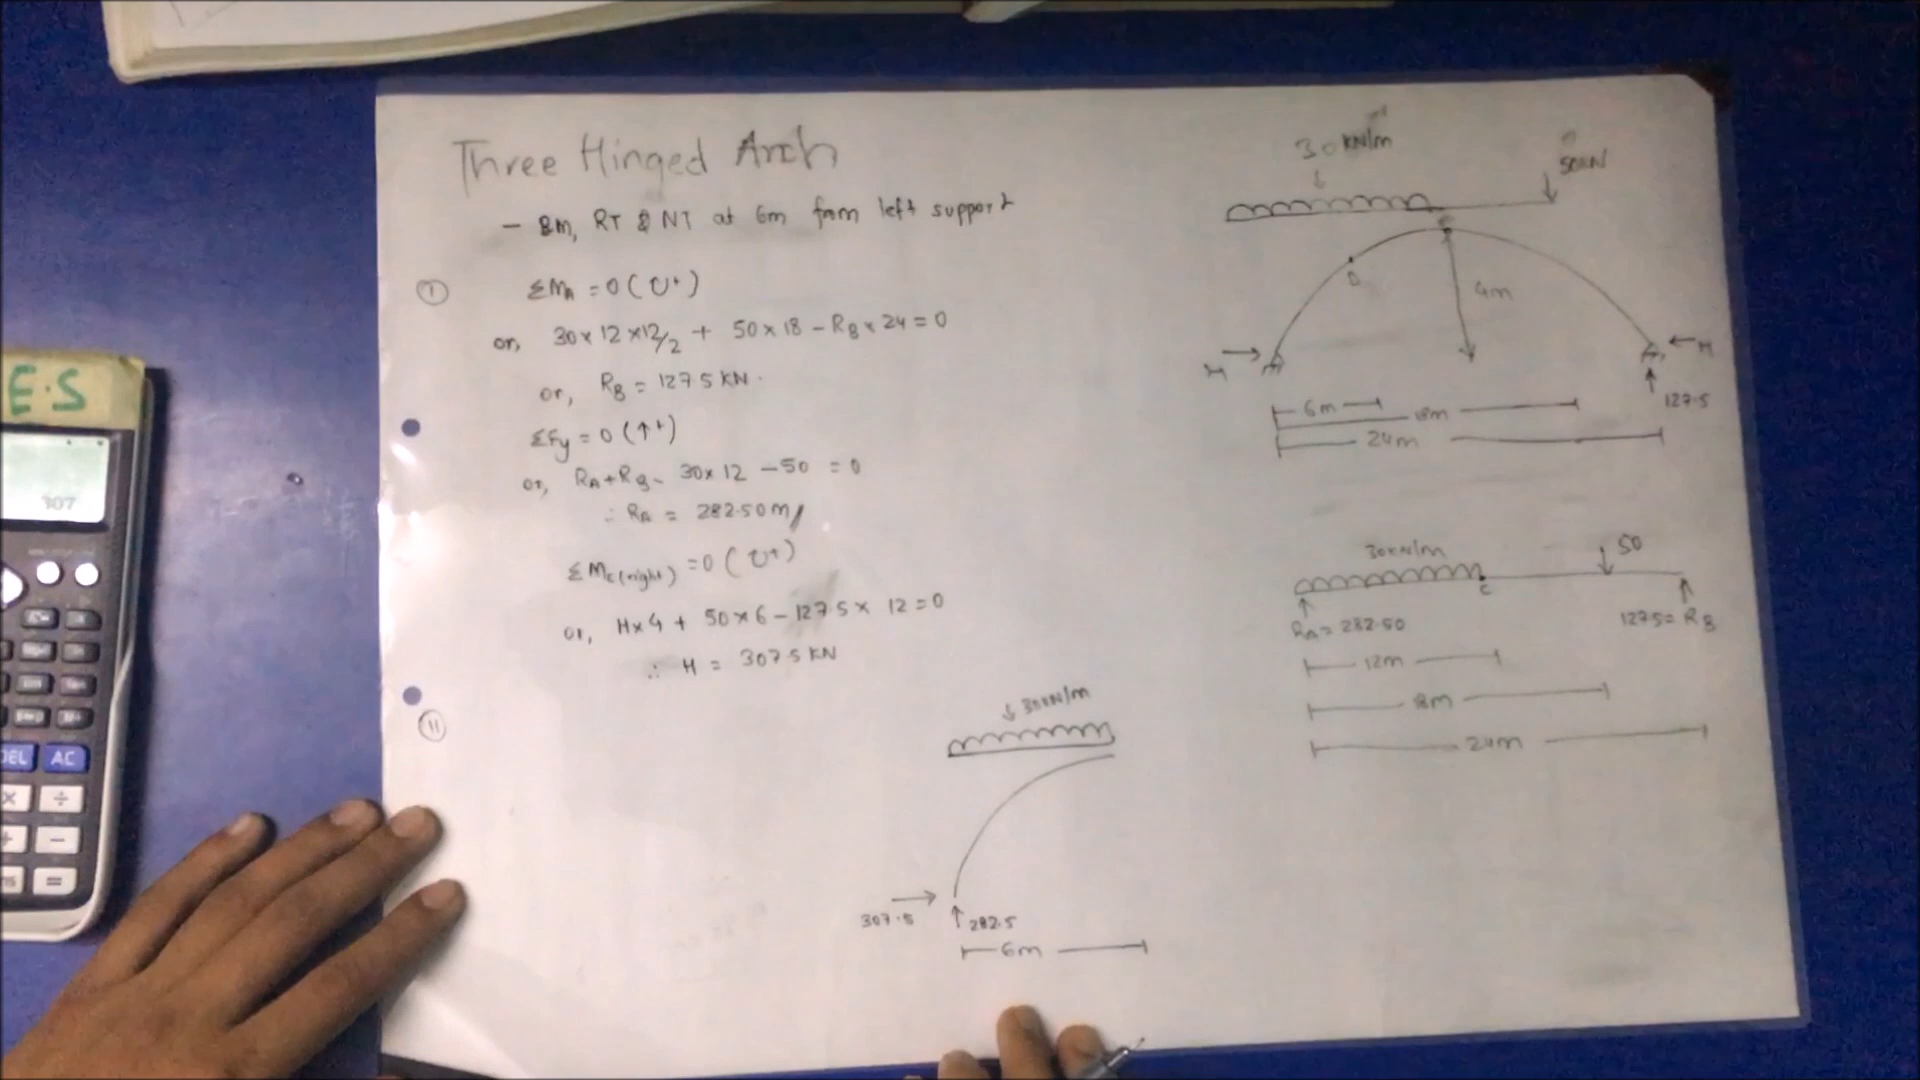 Three Hinged Arch
- BM, RT & NT at 6m from left support
① ΣMA = 0 (↻+)
or, 30 x 12 x 12/2 + 50 x 18 - RB x 24 = 0
or, RB = 127.5 KN.
ΣFy = 0 (↑+)
or, RA + RB - 30 x 12 - 50 = 0
∴ RA = 282.50 m
ΣMc (right) = 0 (↻+)
or, H x 4 + 50 x 6 - 127.5 x 12 = 0
∴ H = 307.5 KN
②
30 KN/m
50KN
C
D
4m
H
H
127.5
6m
18m
24m
30KN/m
50
C
RA = 282.50
127.5 = RB
12m
18m
24m
30KN/m
307.5
282.5
6m
E.S
307
DEL AC
× ÷
+ -
=